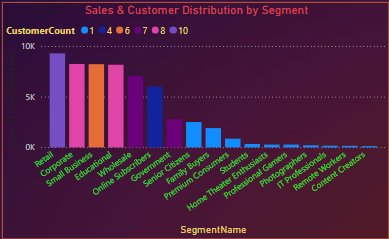 Sales & Customer Distribution by Segment
CustomerCount 1 4 6 7 8 10
10K
5K
0K
Retail
Corporate
Small Business
Educational
Wholesale
Online Subscribers
Government
Senior Citizens
Family Buyers
Premium Consumers
Students
Home Theater Enthusiasts
Professional Gamers
Photographers
IT Professionals
Remote Workers
Content Creators
SegmentName